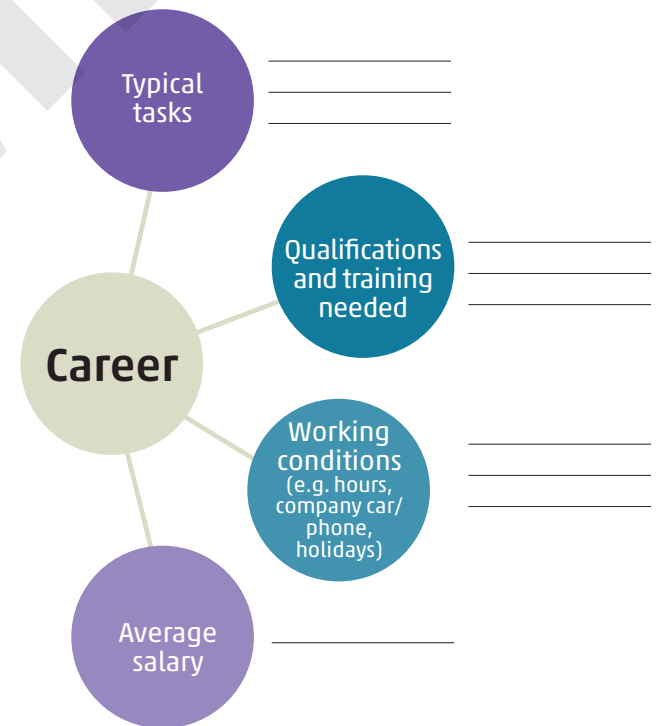 Typical
tasks
Qualifications
and training
needed
Career
Working
conditions
(e.g. hours,
company car/
phone,
holidays)
Average
salary